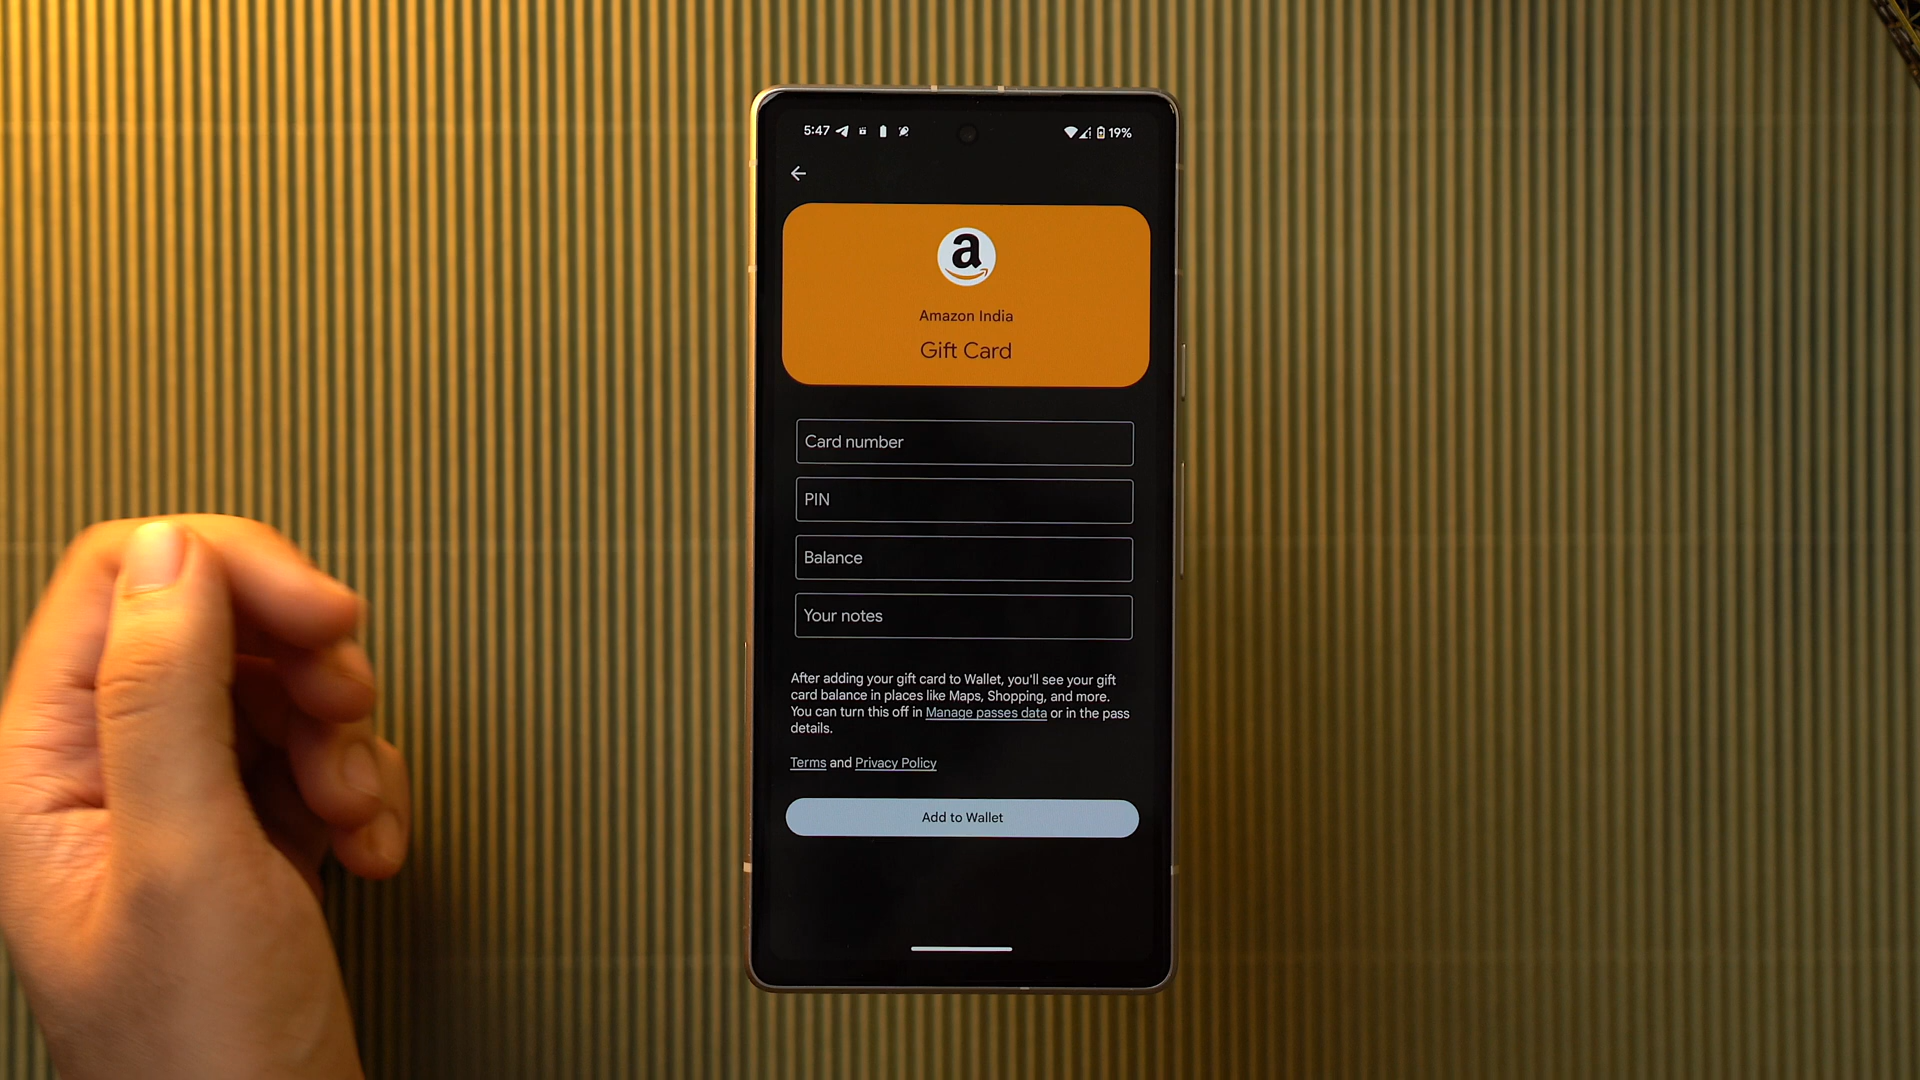 5:47
19%
a
Amazon India
Gift Card
Card number
PIN
Balance
Your notes
After adding your gift card to Wallet, you'll see your gift
card balance in places like Maps, Shopping, and more.
You can turn this off in Manage passes data or in the pass
details.
Terms and Privacy Policy
Add to Wallet